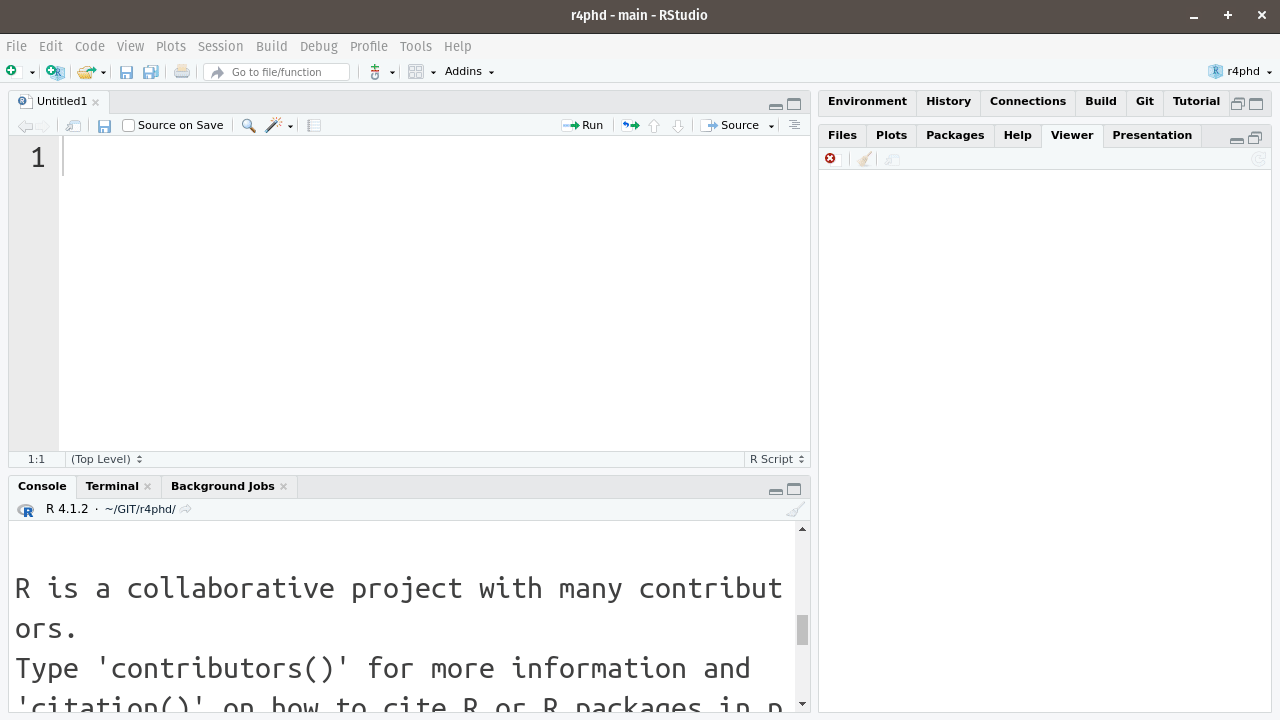 r4phd - main - RStudio
File Edit Code View Plots Session Build Debug Profile Tools Help
Go to file/function Addins r4phd
Untitled1
Source on Save Run Source
1
1:1 (Top Level) R Script
Console Terminal Background Jobs
R 4.1.2 · ~/GIT/r4phd/
R is a collaborative project with many contribut
ors.
Type 'contributors()' for more information and
'citation()' on how to cite R or R packages in p
Environment History Connections Build Git Tutorial
Files Plots Packages Help Viewer Presentation